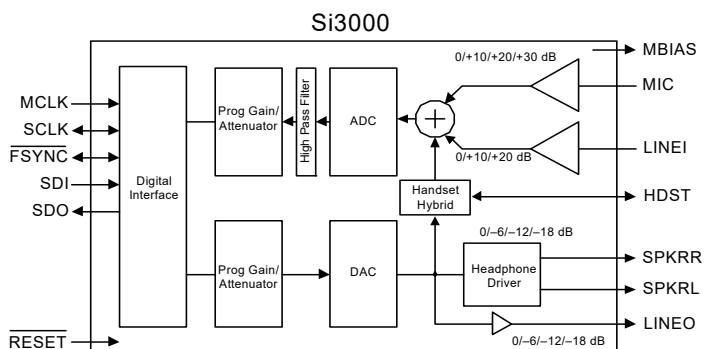 Si3000
0/+10/+20/+30 dB
MBIAS
MIC
MCLK
SCLK
FSYNC
SDI
SDO
Digital
Interface
Prog Gain/
Attenuator
High Pass Filter
ADC
+
0/+10/+20 dB
LINEI
Handset
Hybrid
HDST
0/–6/–12/–18 dB
Prog Gain/
Attenuator
DAC
Headphone
Driver
SPKRR
SPKRL
RESET
0/–6/–12/–18 dB
LINEO